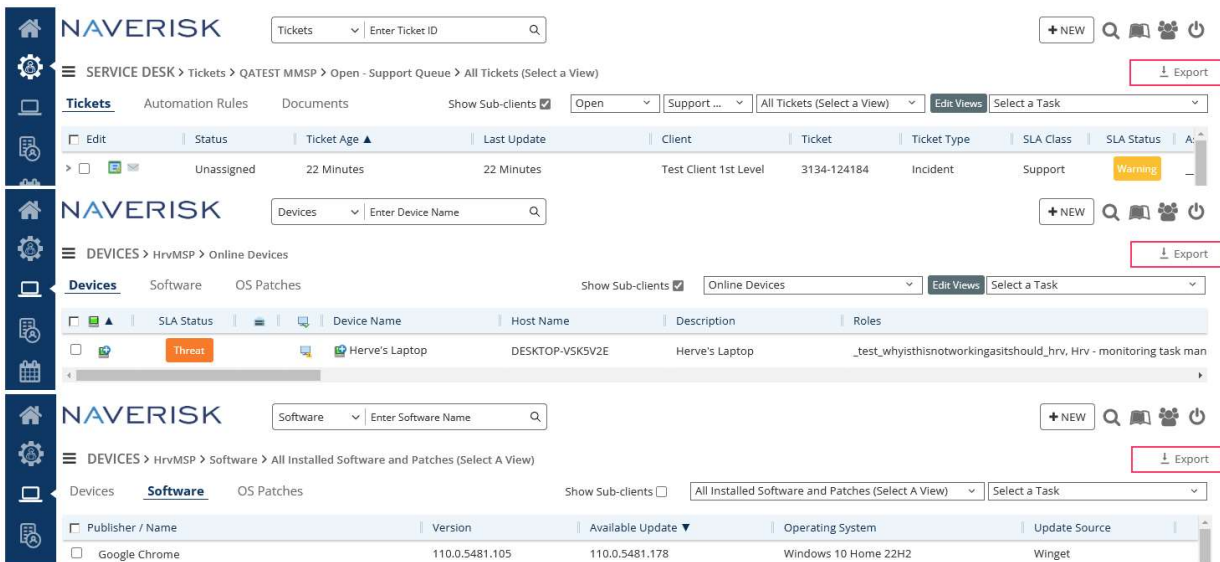 NAVERISK Tickets Enter Ticket ID + NEW
SERVICE DESK > Tickets > QATEST MMSP > Open - Support Queue > All Tickets (Select a View) Export
Tickets Automation Rules Documents Show Sub-clients Open Support ... All Tickets (Select a View) Edit Views Select a Task
Edit Status Ticket Age ▲ Last Update Client Ticket Ticket Type SLA Class SLA Status
> Unassigned 22 Minutes 22 Minutes Test Client 1st Level 3134-124184 Incident Support Warning
NAVERISK Devices Enter Device Name + NEW
DEVICES > HrvMSP > Online Devices Export
Devices Software OS Patches Show Sub-clients Online Devices Edit Views Select a Task
▲ SLA Status Device Name Host Name Description Roles
Threat Herve's Laptop DESKTOP-VSK5V2E Herve's Laptop _test_whyisthisnotworkingasitshould_hrv, Hrv - monitoring task man
NAVERISK Software Enter Software Name + NEW
DEVICES > HrvMSP > Software > All Installed Software and Patches (Select A View) Export
Devices Software OS Patches Show Sub-clients All Installed Software and Patches (Select A View) Select a Task
Publisher / Name Version Available Update ▼ Operating System Update Source
Google Chrome 110.0.5481.105 110.0.5481.178 Windows 10 Home 22H2 Winget